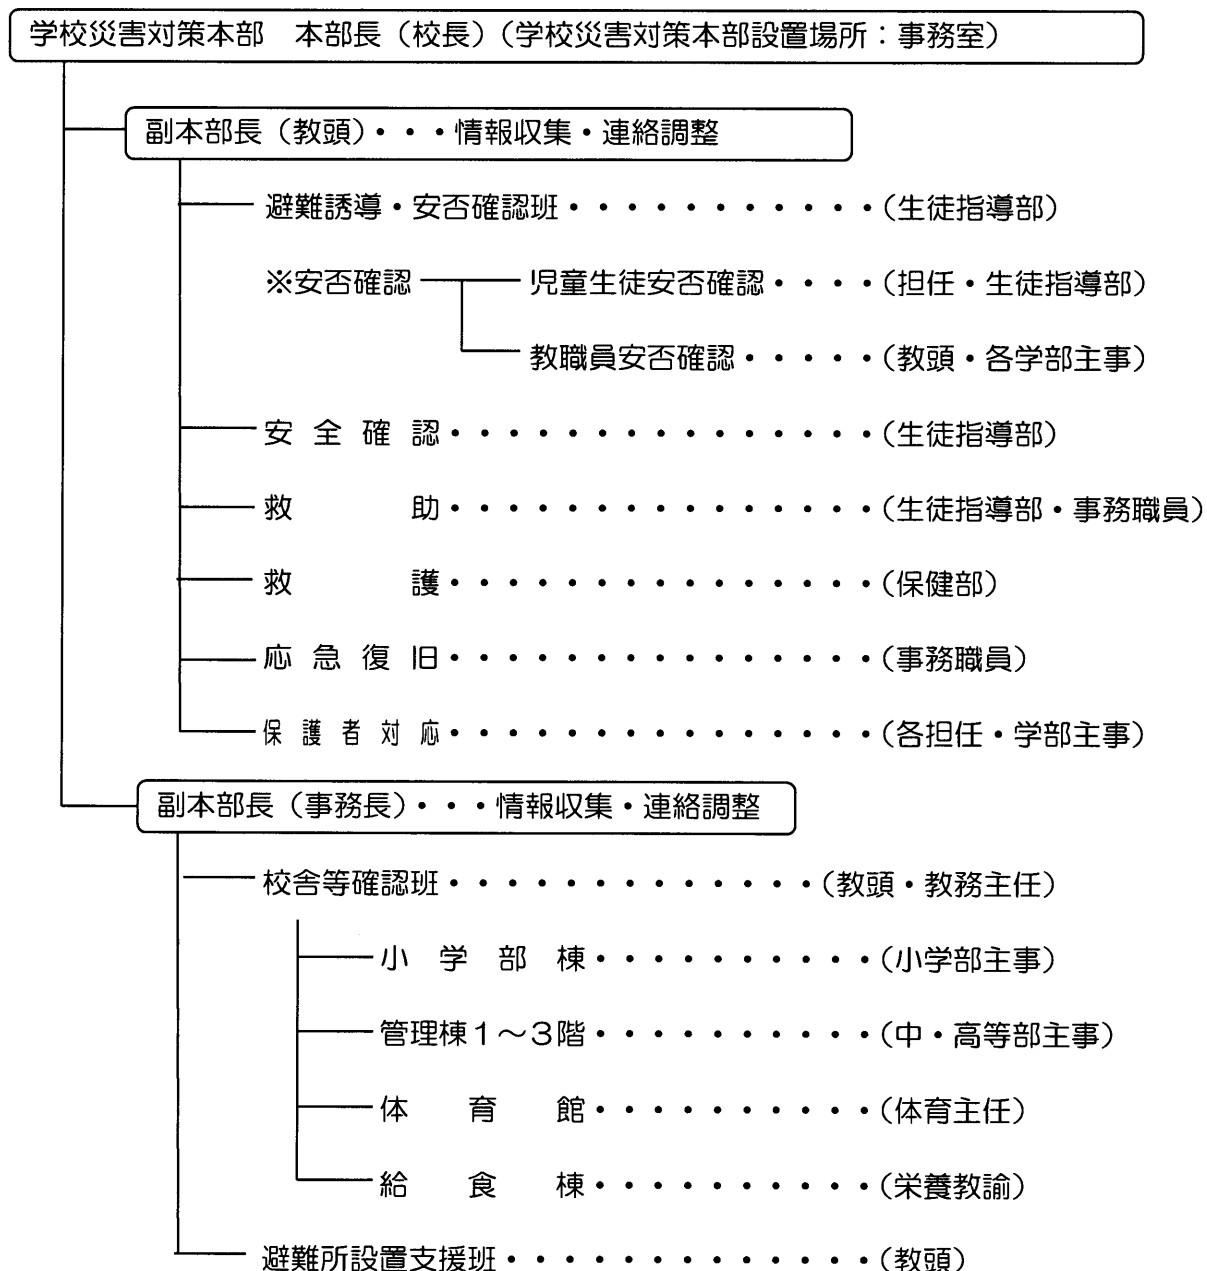 学校災害対策本部　本部長（校長）（学校災害対策本部設置場所：事務室）
副本部長（教頭）・・・情報収集・連絡調整
避難誘導・安否確認班・・・・・・・・・・・（生徒指導部）
※安否確認　児童生徒安否確認・・・・（担任・生徒指導部）
教職員安否確認・・・・・（教頭・各学部主事）
安全確認・・・・・・・・・・・・・・・（生徒指導部）
救助・・・・・・・・・・・・・・・（生徒指導部・事務職員）
救護・・・・・・・・・・・・・・・（保健部）
応急復旧・・・・・・・・・・・・・・・（事務職員）
保護者対応・・・・・・・・・・・・・・・（各担任・学部主事）
副本部長（事務長）・・・情報収集・連絡調整
校舎等確認班・・・・・・・・・・・・・（教頭・教務主任）
小学部棟・・・・・・・・・・（小学部主事）
管理棟１～３階・・・・・・・・・・（中・高等部主事）
体育館・・・・・・・・・・（体育主任）
給食棟・・・・・・・・・・（栄養教諭）
避難所設置支援班・・・・・・・・・・・・・（教頭）